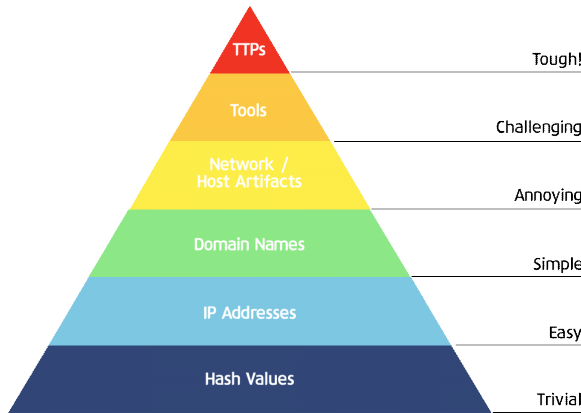 TTPs
Tough!
Tools
Challenging
Network /
Host Artifacts
Annoying
Domain Names
Simple
IP Addresses
Easy
Hash Values
Trivial